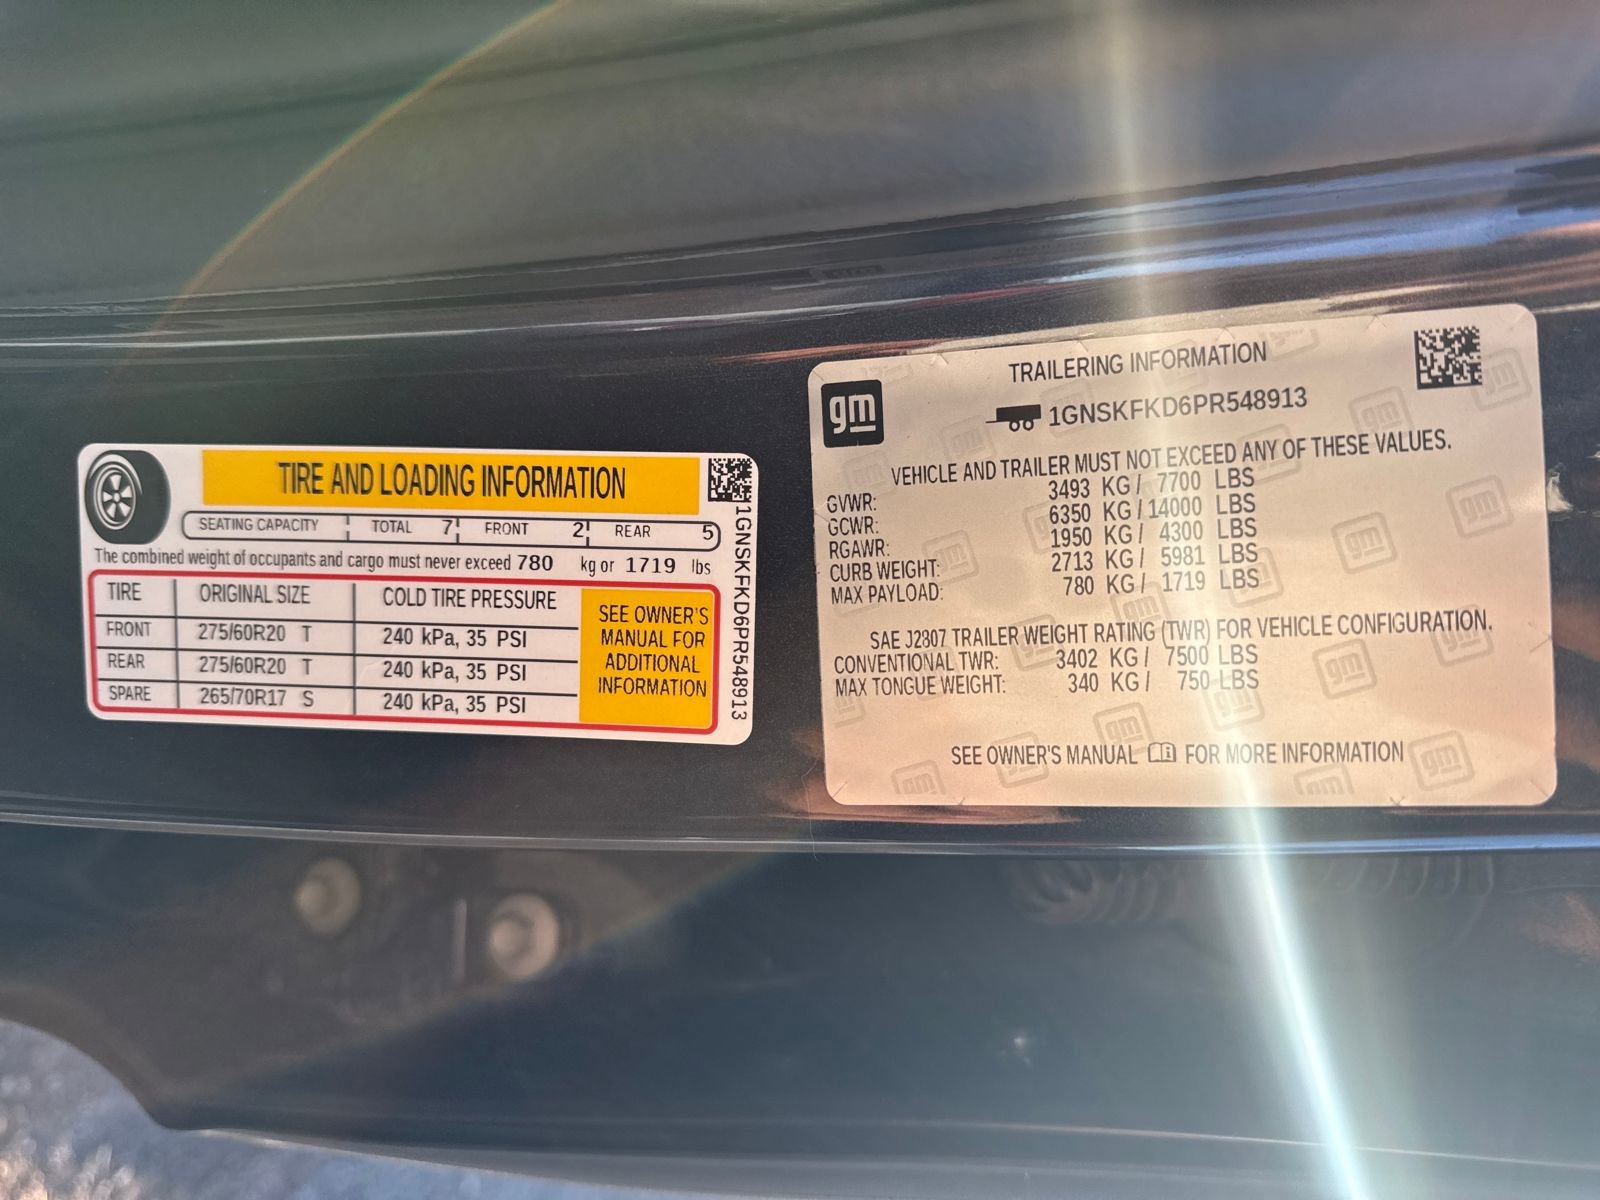 TIRE AND LOADING INFORMATION
SEATING CAPACITY TOTAL 7 FRONT 2 REAR 5
The combined weight of occupants and cargo must never exceed 780 kg or 1719 lbs
TIRE ORIGINAL SIZE COLD TIRE PRESSURE
FRONT 275/60R20 T 240 kPa, 35 PSI
REAR 275/60R20 T 240 kPa, 35 PSI
SPARE 265/70R17 S 240 kPa, 35 PSI
SEE OWNER'S
MANUAL FOR
ADDITIONAL
INFORMATION
1GNSKFKD6PR548913
gm
TRAILERING INFORMATION
1GNSKFKD6PR548913
VEHICLE AND TRAILER MUST NOT EXCEED ANY OF THESE VALUES.
GVWR: 3493 KG / 7700 LBS
GCWR: 6350 KG / 14000 LBS
RGAWR: 1950 KG / 4300 LBS
CURB WEIGHT: 2713 KG / 5981 LBS
MAX PAYLOAD: 780 KG / 1719 LBS
SAE J2807 TRAILER WEIGHT RATING (TWR) FOR VEHICLE CONFIGURATION.
CONVENTIONAL TWR: 3402 KG / 7500 LBS
MAX TONGUE WEIGHT: 340 KG / 750 LBS
SEE OWNER'S MANUAL FOR MORE INFORMATION